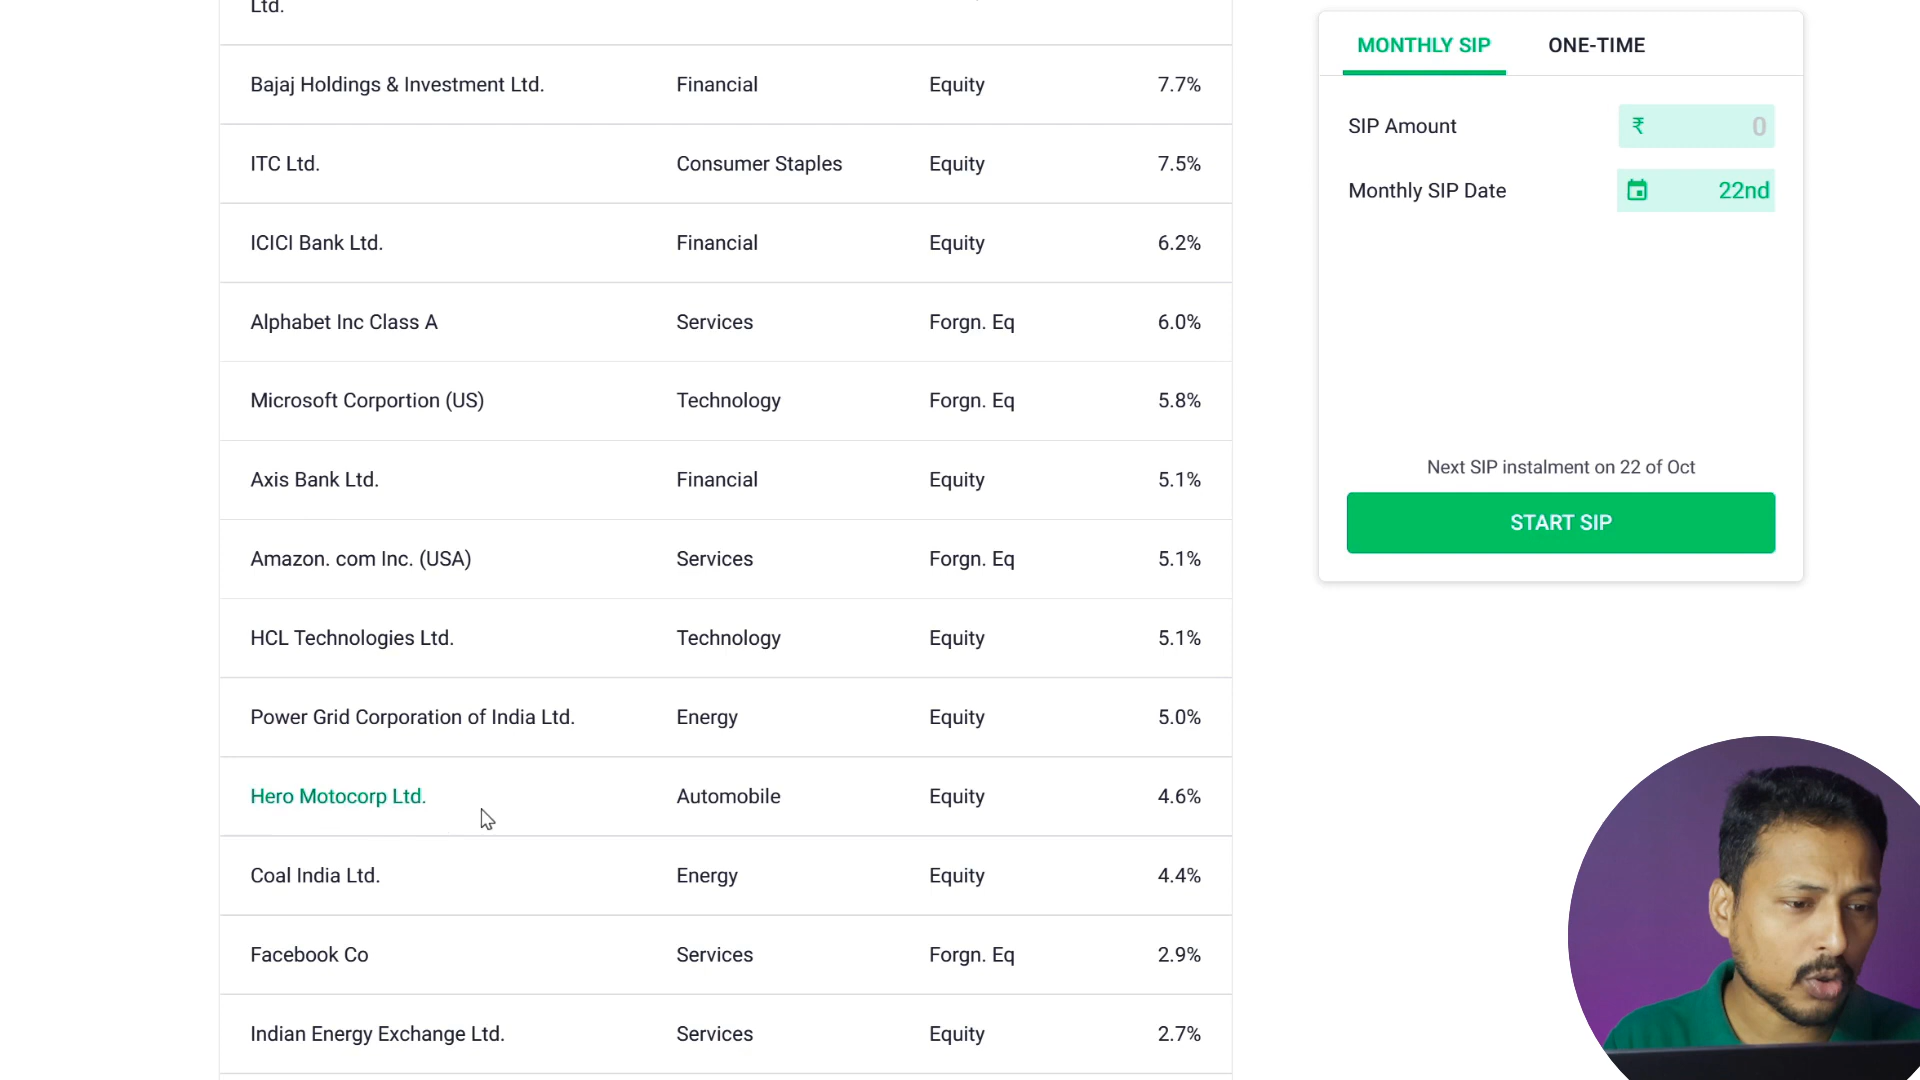 Ltd.
Bajaj Holdings & Investment Ltd. Financial Equity 7.7%
ITC Ltd. Consumer Staples Equity 7.5%
ICICI Bank Ltd. Financial Equity 6.2%
Alphabet Inc Class A Services Forgn. Eq 6.0%
Microsoft Corportion (US) Technology Forgn. Eq 5.8%
Axis Bank Ltd. Financial Equity 5.1%
Amazon. com Inc. (USA) Services Forgn. Eq 5.1%
HCL Technologies Ltd. Technology Equity 5.1%
Power Grid Corporation of India Ltd. Energy Equity 5.0%
Hero Motocorp Ltd. Automobile Equity 4.6%
Coal India Ltd. Energy Equity 4.4%
Facebook Co Services Forgn. Eq 2.9%
Indian Energy Exchange Ltd. Services Equity 2.7%
MONTHLY SIP ONE-TIME
SIP Amount ₹ 0
Monthly SIP Date 22nd
Next SIP instalment on 22 of Oct
START SIP